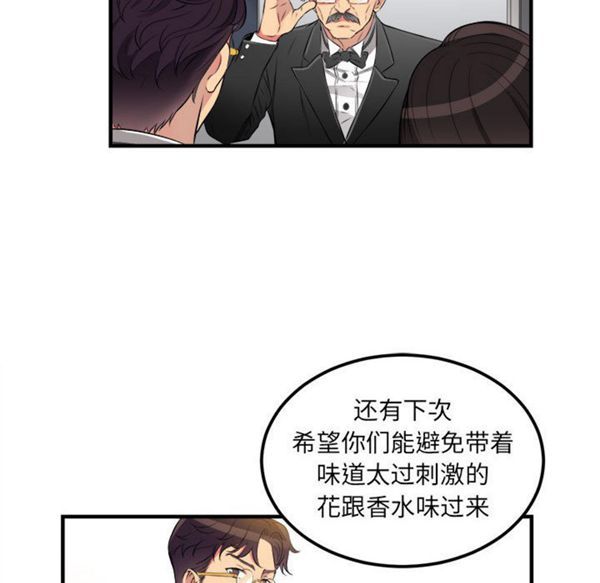 还有下次
希望你们能避免带着
味道太过刺激的
花跟香水味过来